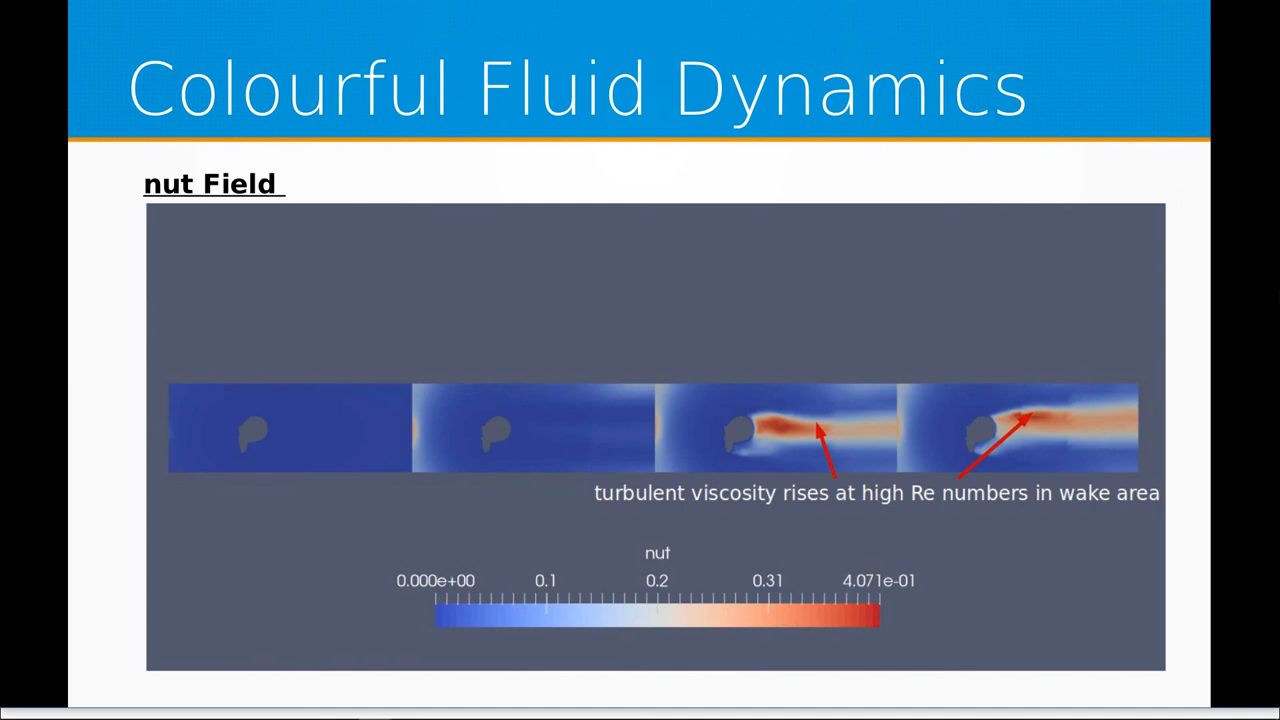 Colourful Fluid Dynamics
nut Field
turbulent viscosity rises at high Re numbers in wake area
nut
0.000e+00 0.1 0.2 0.31 4.071e-01